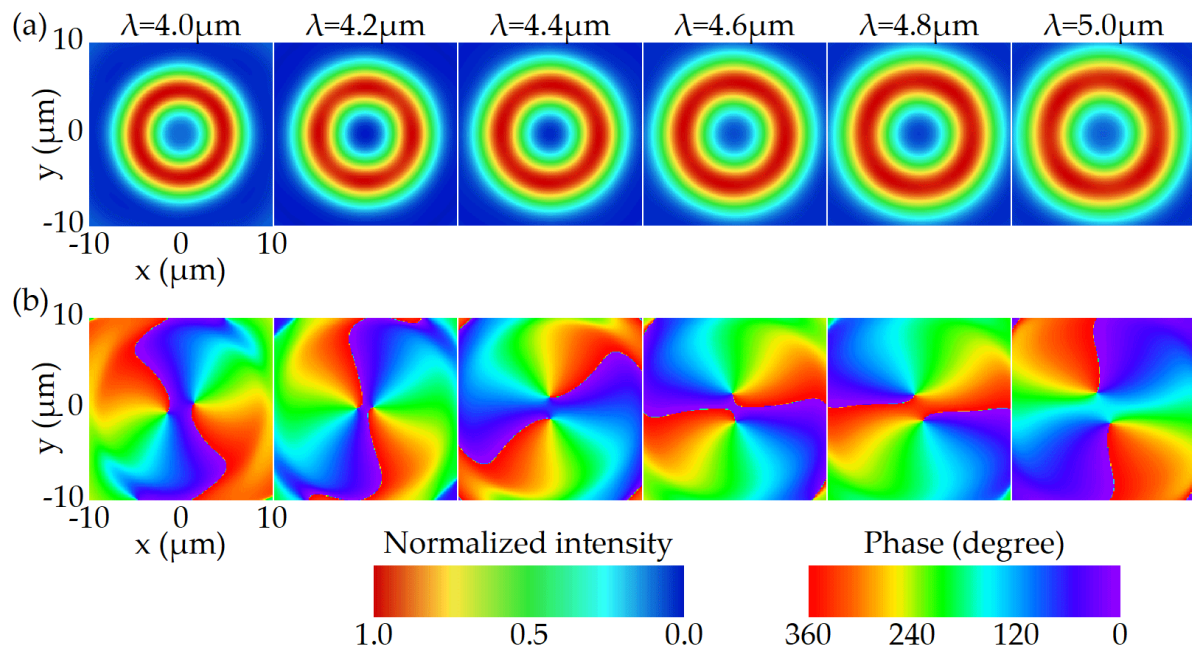 (a) λ=4.0μm λ=4.2μm λ=4.4μm λ=4.6μm λ=4.8μm λ=5.0μm
10
y (μm)
0
-10
-10 0 10
x (μm)
(b)
10
y (μm)
0
-10
-10 0 10
x (μm)
Normalized intensity Phase (degree)
1.0 0.5 0.0 360 240 120 0